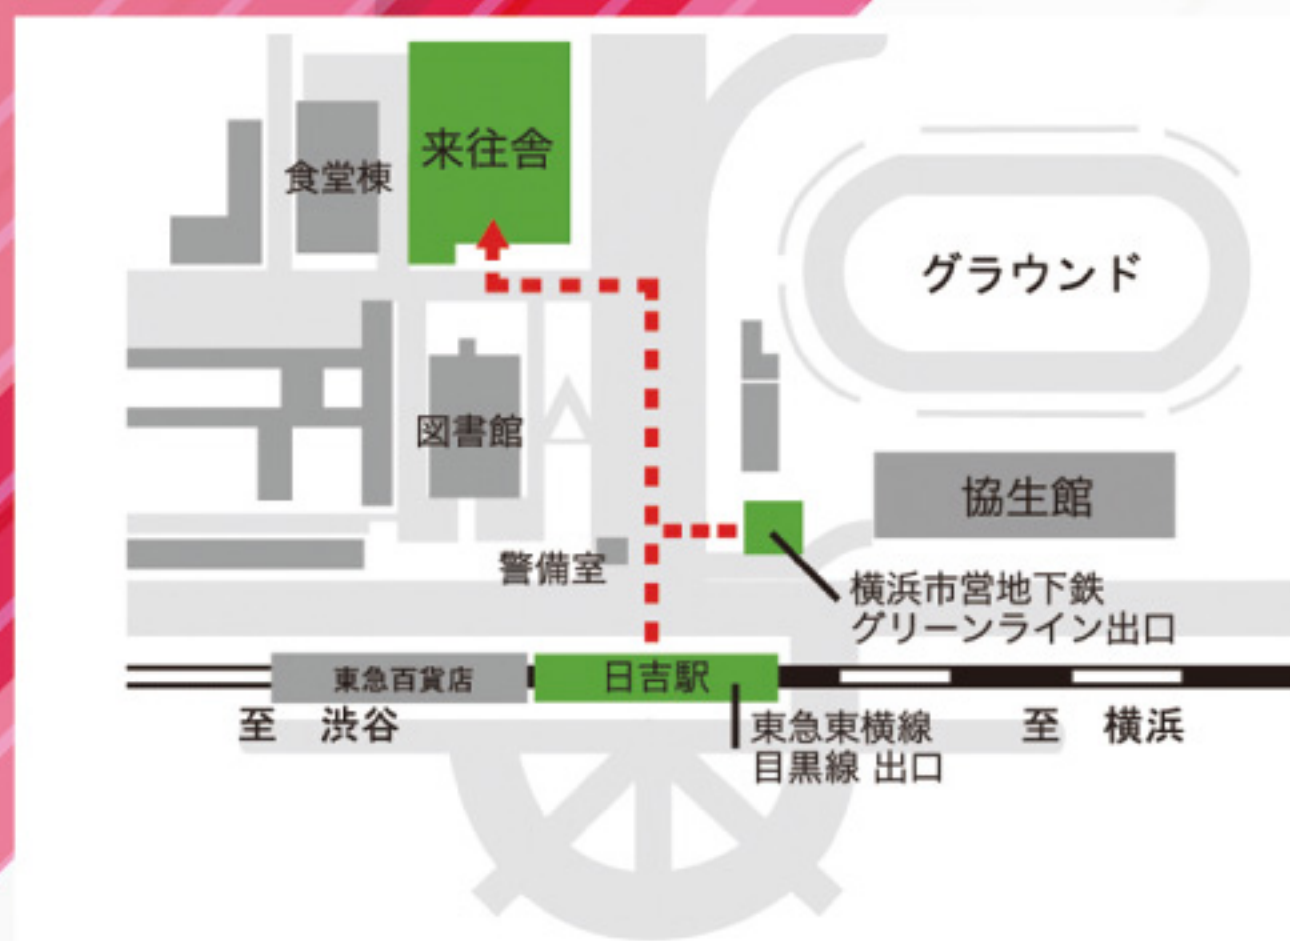 来往舎
食堂棟
グラウンド
図書館
協生館
警備室
横浜市営地下鉄
グリーンライン出口
東急百貨店
日吉駅
至 渋谷
東急東横線
目黒線 出口
至 横浜